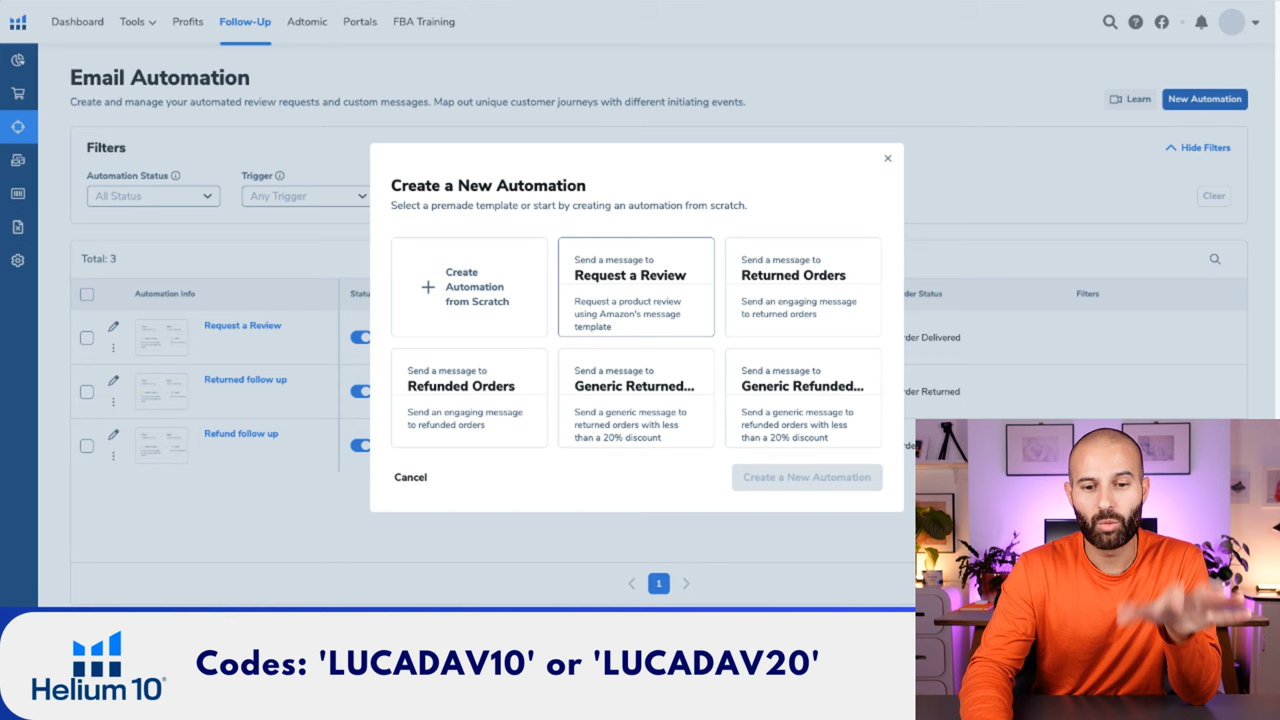 Dashboard Tools Profits Follow-Up Adtomic Portals FBA Training
Email Automation
Create and manage your automated review requests and custom messages. Map out unique customer journeys with different initiating events.
Learn
New Automation
Filters
Hide Filters
Automation Status
Trigger
All Status
Any Trigger
Clear
Total: 3
Automation Info
Statu
der Status
Filters
Request a Review
der Delivered
Returned follow up
der Returned
Refund follow up
Create a New Automation
Select a premade template or start by creating an automation from scratch.
Create
Automation
from Scratch
Send a message to
Request a Review
Request a product review
using Amazon's message
template
Send a message to
Returned Orders
Send an engaging message
to returned orders
Send a message to
Refunded Orders
Send an engaging message
to refunded orders
Send a message to
Generic Returned...
Send a generic message to
returned orders with less
than a 20% discount
Send a message to
Generic Refunded...
Send a generic message to
refunded orders with less
than a 20% discount
Cancel
Create a New Automation
1
Helium 10
Codes: 'LUCADAV10' or 'LUCADAV20'